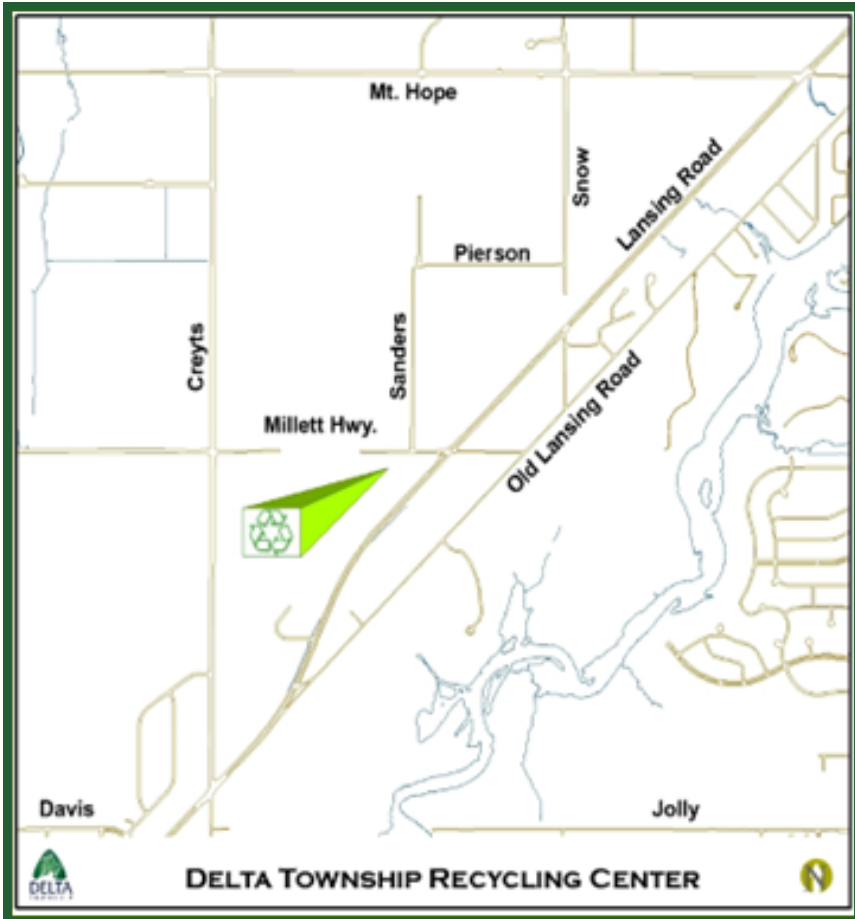 Mt. Hope
Snow
Lansing Road
Pierson
Creyts
Sanders
Millett Hwy.
Old Lansing Road
Davis
Jolly
DELTA
DELTA TOWNSHIP RECYCLING CENTER
N